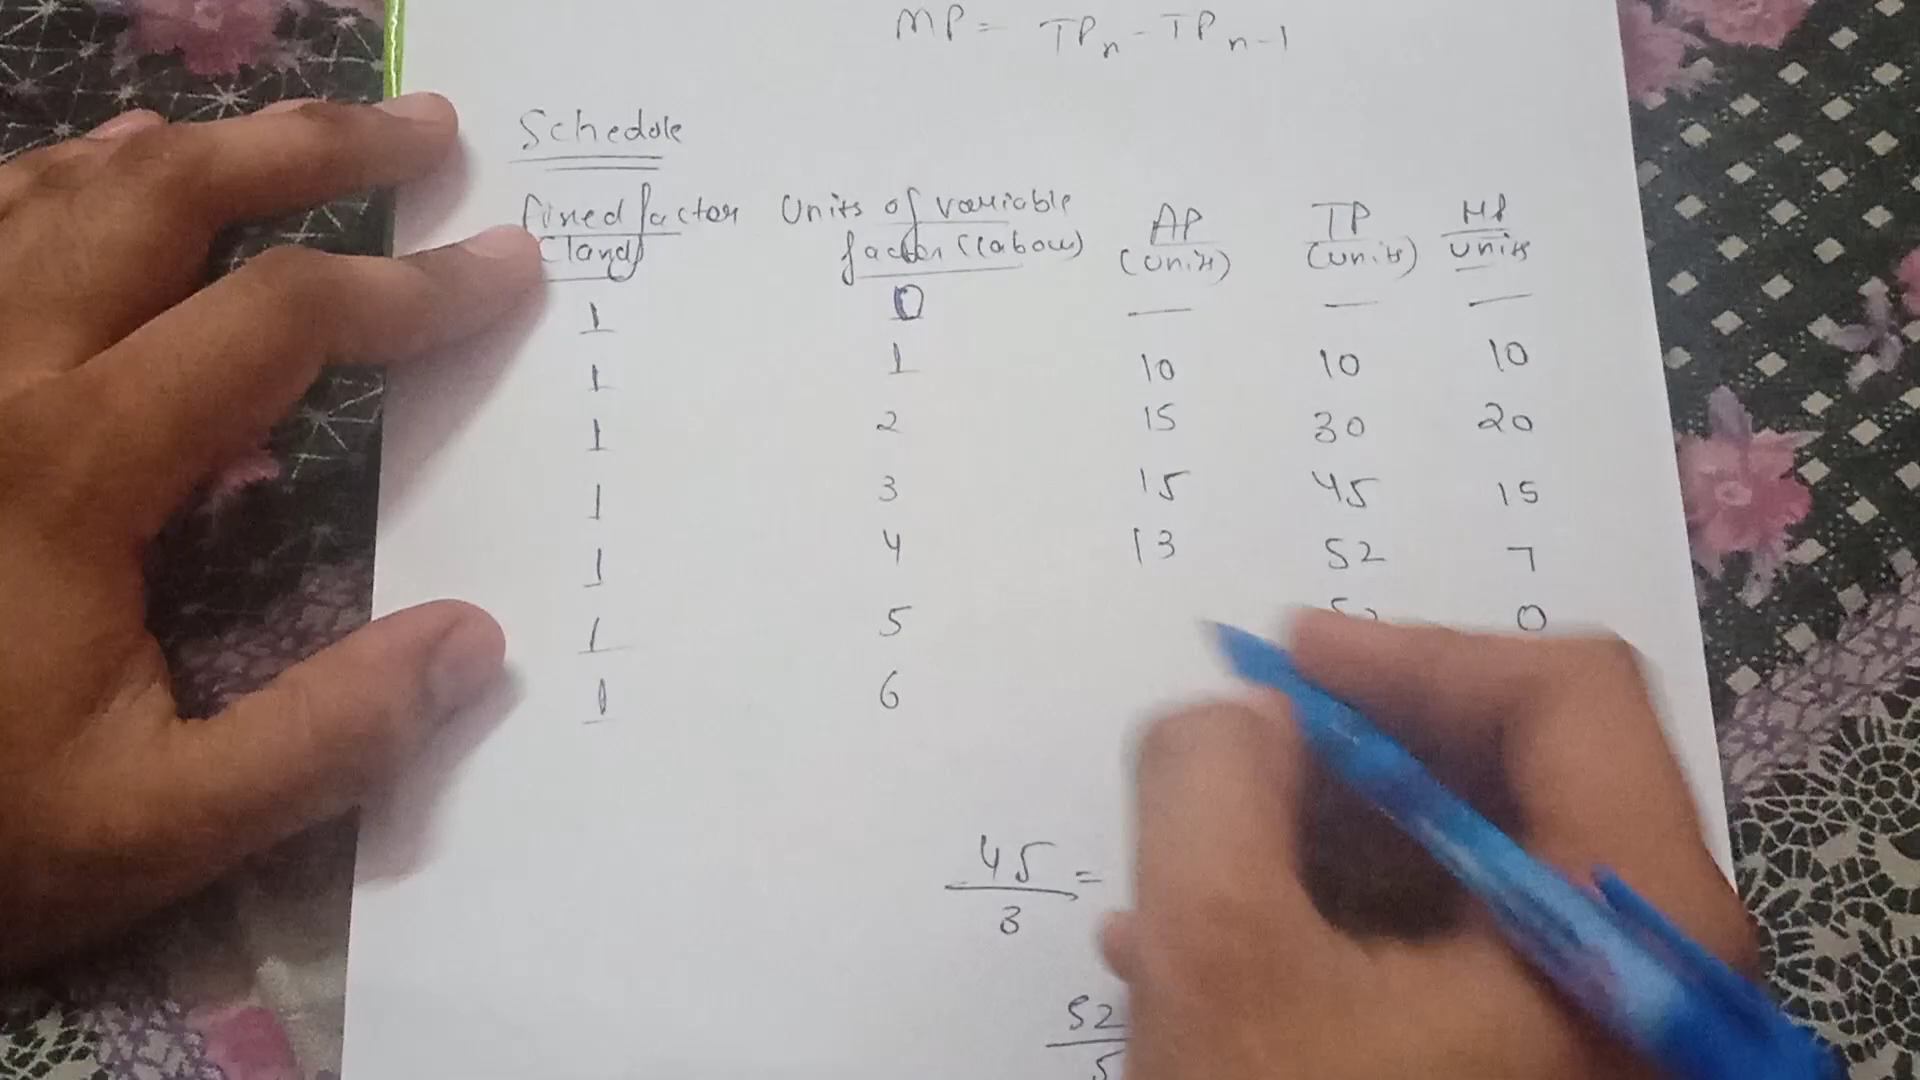 MP = TPn - TPn-1
Schedule
fixed factor Units of variable AP TP MP
(land) factor (labour) (units) (units) units
1 0 — — —
1 1 10 10 10
1 2 15 30 20
1 3 15 45 15
1 4 13 52 7
1 5 52 0
1 6
45 =
3
52
5